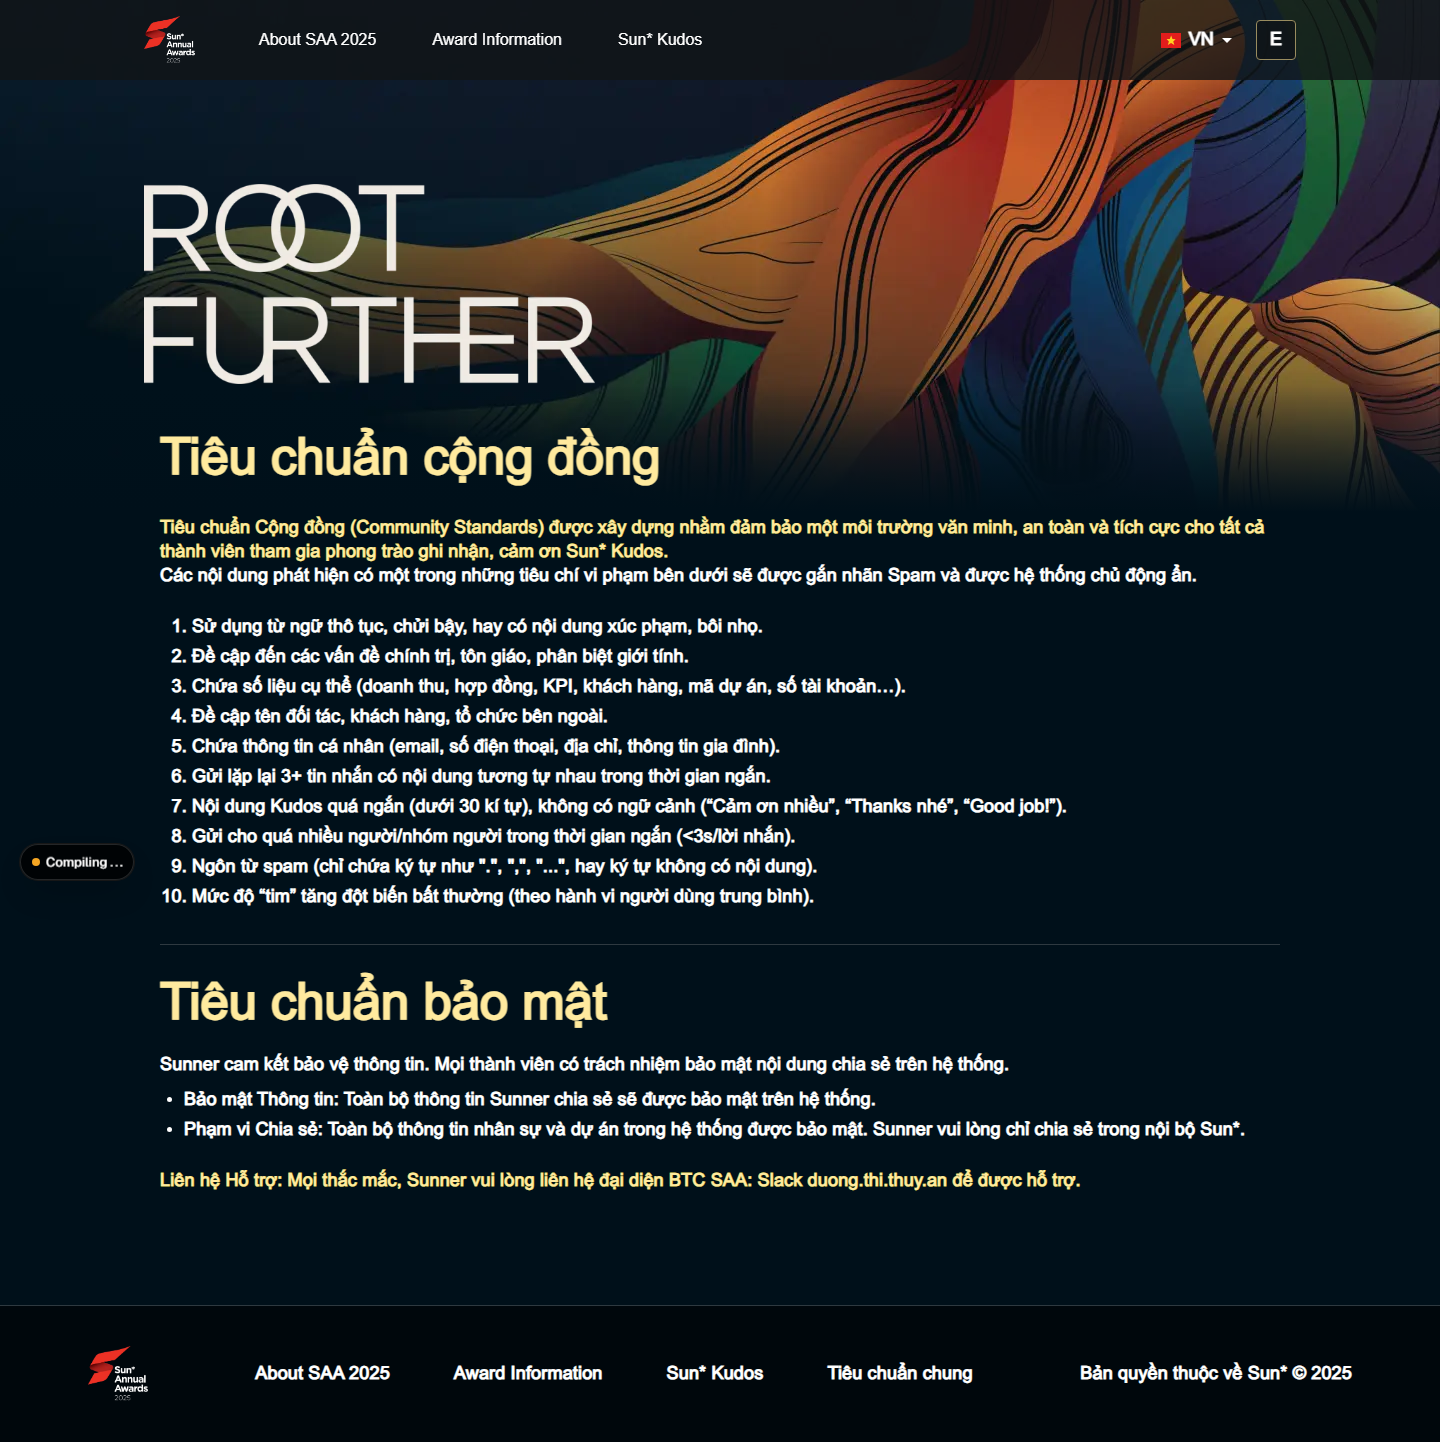 Sun*
Annual
Awards
2025
About SAA 2025
Award Information
Sun* Kudos
VN
E
ROOT
FURTHER
Tiêu chuẩn cộng đồng
Tiêu chuẩn Cộng đồng (Community Standards) được xây dựng nhằm đảm bảo một môi trường văn minh, an toàn và tích cực cho tất cả
thành viên tham gia phong trào ghi nhận, cảm ơn Sun* Kudos.
Các nội dung phát hiện có một trong những tiêu chí vi phạm bên dưới sẽ được gắn nhãn Spam và được hệ thống chủ động ẩn.
1. Sử dụng từ ngữ thô tục, chửi bậy, hay có nội dung xúc phạm, bôi nhọ.
2. Đề cập đến các vấn đề chính trị, tôn giáo, phân biệt giới tính.
3. Chứa số liệu cụ thể (doanh thu, hợp đồng, KPI, khách hàng, mã dự án, số tài khoản…).
4. Đề cập tên đối tác, khách hàng, tổ chức bên ngoài.
5. Chứa thông tin cá nhân (email, số điện thoại, địa chỉ, thông tin gia đình).
6. Gửi lặp lại 3+ tin nhắn có nội dung tương tự nhau trong thời gian ngắn.
7. Nội dung Kudos quá ngắn (dưới 30 kí tự), không có ngữ cảnh (“Cảm ơn nhiều”, “Thanks nhé”, “Good job!”).
8. Gửi cho quá nhiều người/nhóm người trong thời gian ngắn (<3s/lời nhắn).
Compiling...
9. Ngôn từ spam (chỉ chứa ký tự như ".", ",", "...", hay ký tự không có nội dung).
10. Mức độ “tim” tăng đột biến bất thường (theo hành vi người dùng trung bình).
Tiêu chuẩn bảo mật
Sunner cam kết bảo vệ thông tin. Mọi thành viên có trách nhiệm bảo mật nội dung chia sẻ trên hệ thống.
• Bảo mật Thông tin: Toàn bộ thông tin Sunner chia sẻ sẽ được bảo mật trên hệ thống.
• Phạm vi Chia sẻ: Toàn bộ thông tin nhân sự và dự án trong hệ thống được bảo mật. Sunner vui lòng chỉ chia sẻ trong nội bộ Sun*.
Liên hệ Hỗ trợ: Mọi thắc mắc, Sunner vui lòng liên hệ đại diện BTC SAA: Slack duong.thi.thuy.an để được hỗ trợ.
Sun*
Annual
Awards
2025
About SAA 2025
Award Information
Sun* Kudos
Tiêu chuẩn chung
Bản quyền thuộc về Sun* © 2025